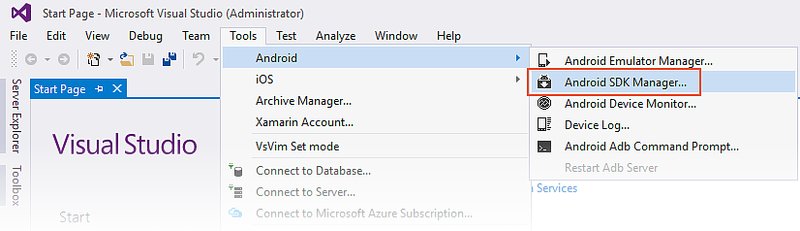 Start Page - Microsoft Visual Studio (Administrator)
File Edit View Debug Team Tools Test Analyze Window Help
Android
iOS
Archive Manager...
Xamarin Account...
VsVim Set mode
Connect to Database...
Connect to Server...
Connect to Microsoft Azure Subscription...
Android Emulator Manager...
Android SDK Manager...
Android Device Monitor...
Device Log...
Android Adb Command Prompt...
Restart Adb Server
Server Explorer
Toolbox
Start Page
Visual Studio
Start
Services